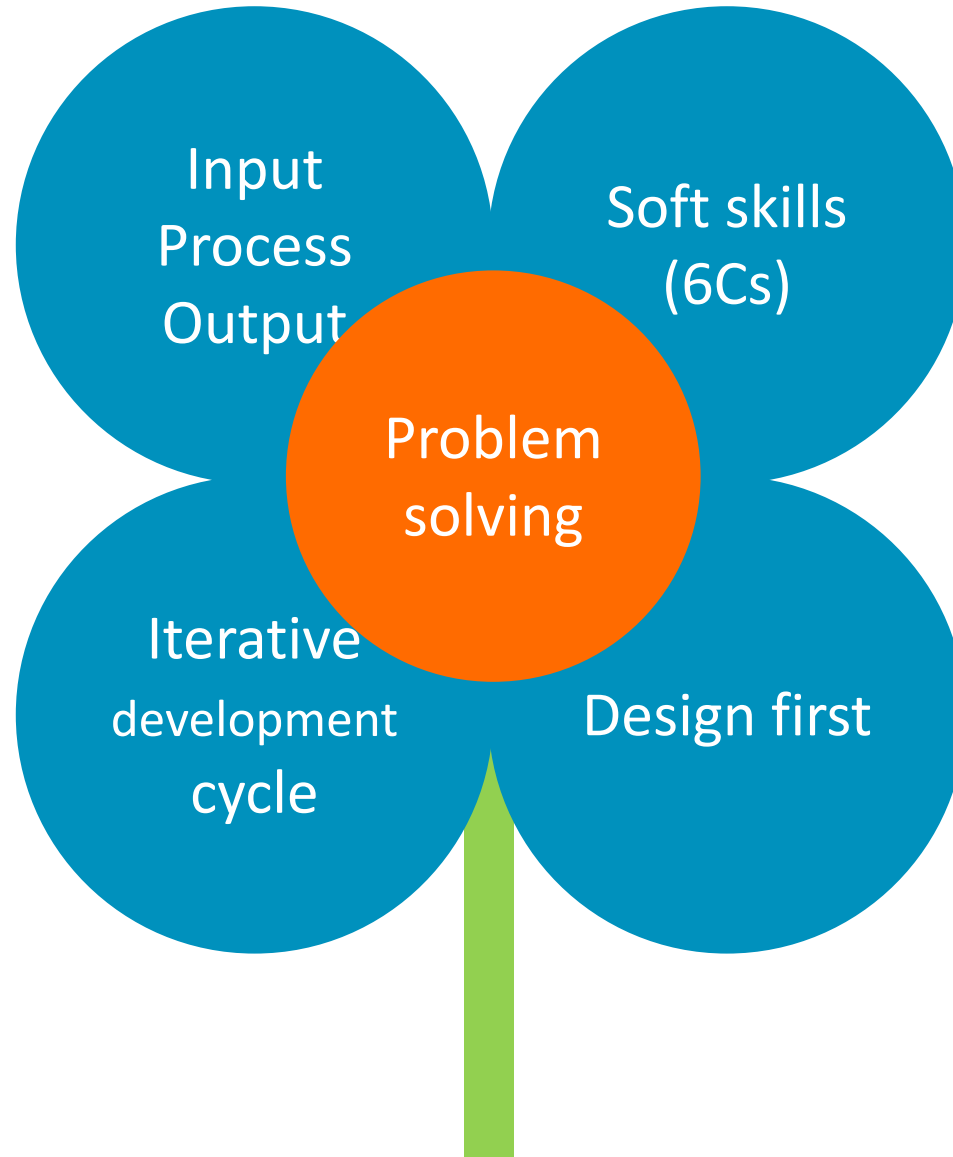 Input
Process
Output
Soft skills
(6Cs)
Problem
solving
Iterative
development
cycle
Design first